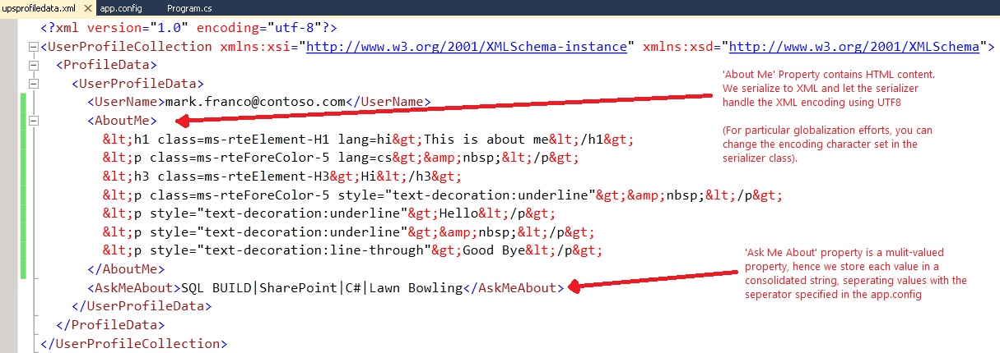 upsprofiledata.xml app.config Program.cs
<?xml version="1.0" encoding="utf-8"?>
<UserProfileCollection xmlns:xsi="http://www.w3.org/2001/XMLSchema-instance" xmlns:xsd="http://www.w3.org/2001/XMLSchema">
<ProfileData>
<UserProfileData>
<UserName>mark.franco@contoso.com</UserName>
<AboutMe>
&lt;h1 class=ms-rteElement-H1 lang=hi&gt;This is about me&lt;/h1&gt;
&lt;p class=ms-rteForeColor-5 lang=cs&gt;&amp;nbsp;&lt;/p&gt;
&lt;h3 class=ms-rteElement-H3&gt;Hi&lt;/h3&gt;
&lt;p class=ms-rteForeColor-5 style="text-decoration:underline"&gt;&amp;nbsp;&lt;/p&gt;
&lt;p style="text-decoration:underline"&gt;Hello&lt;/p&gt;
&lt;p style="text-decoration:underline"&gt;&amp;nbsp;&lt;/p&gt;
&lt;p style="text-decoration:line-through"&gt;Good Bye&lt;/p&gt;
</AboutMe>
<AskMeAbout>SQL BUILD|SharePoint|C#|Lawn Bowling</AskMeAbout>
</UserProfileData>
</ProfileData>
</UserProfileCollection>
'About Me' Property contains HTML content.
We serialize to XML and let the serializer
handle the XML encoding using UTF8
(For particular globalization efforts, you can
change the encoding character set in the
serializer class).
'Ask Me About' property is a mulit-valued
property, hence we store each value in a
consolidated string, seperating values with the
seperator specified in the app.config